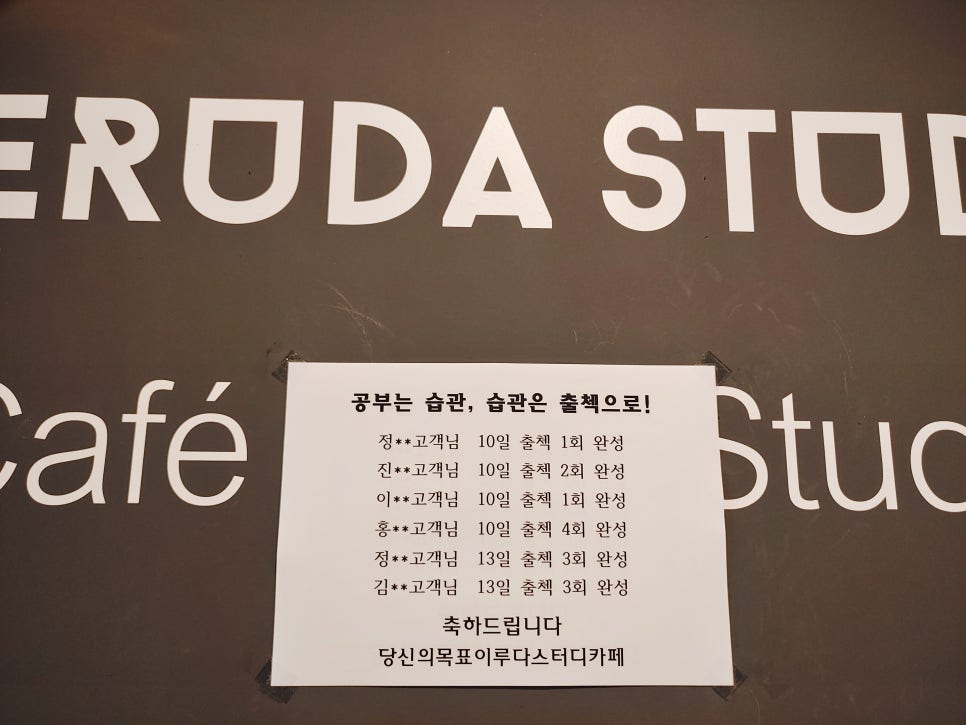 ERUDA STUD
Café Stud
공부는 습관, 습관은 출첵으로!
정**고객님 10일 출첵 1회 완성
진**고객님 10일 출첵 2회 완성
이**고객님 10일 출첵 1회 완성
홍**고객님 10일 출첵 4회 완성
정**고객님 13일 출첵 3회 완성
김**고객님 13일 출첵 3회 완성
축하드립니다
당신의목표이루다스터디카페